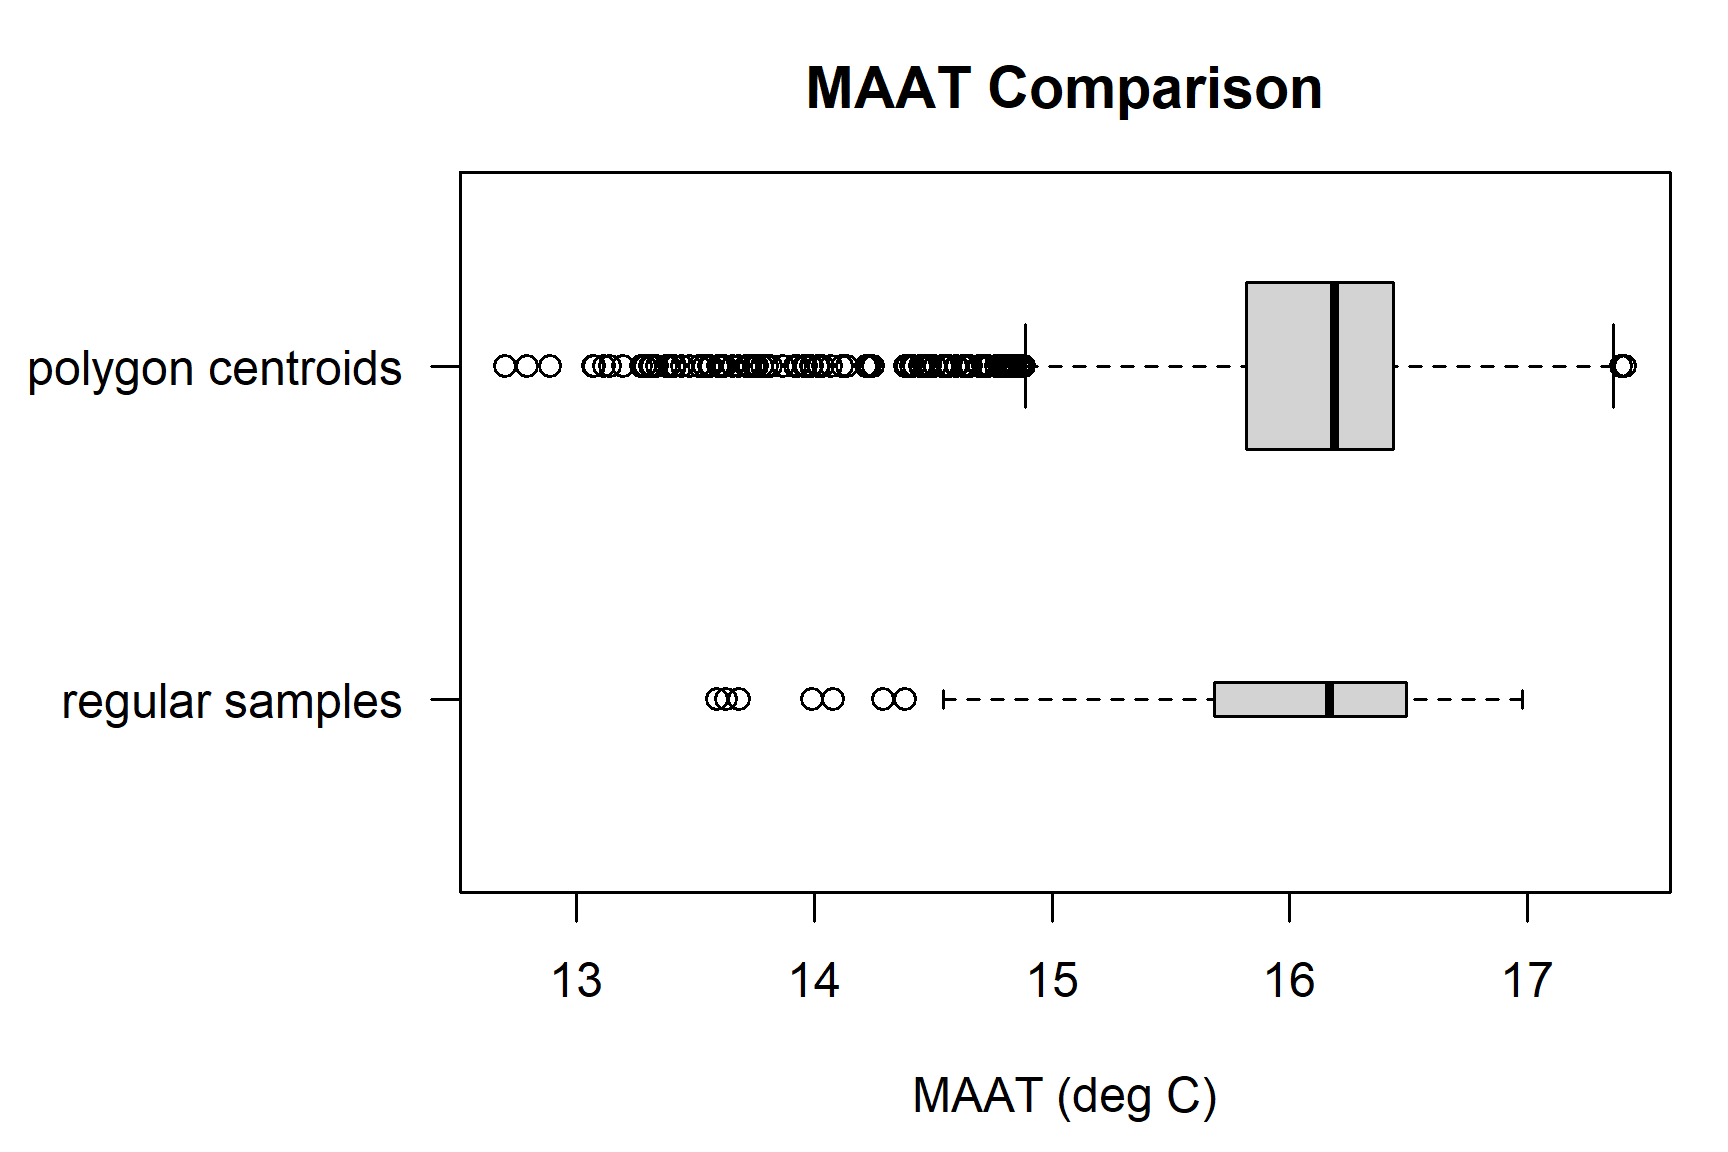 MAAT Comparison
polygon centroids
regular samples
13 14 15 16 17
MAAT (deg C)